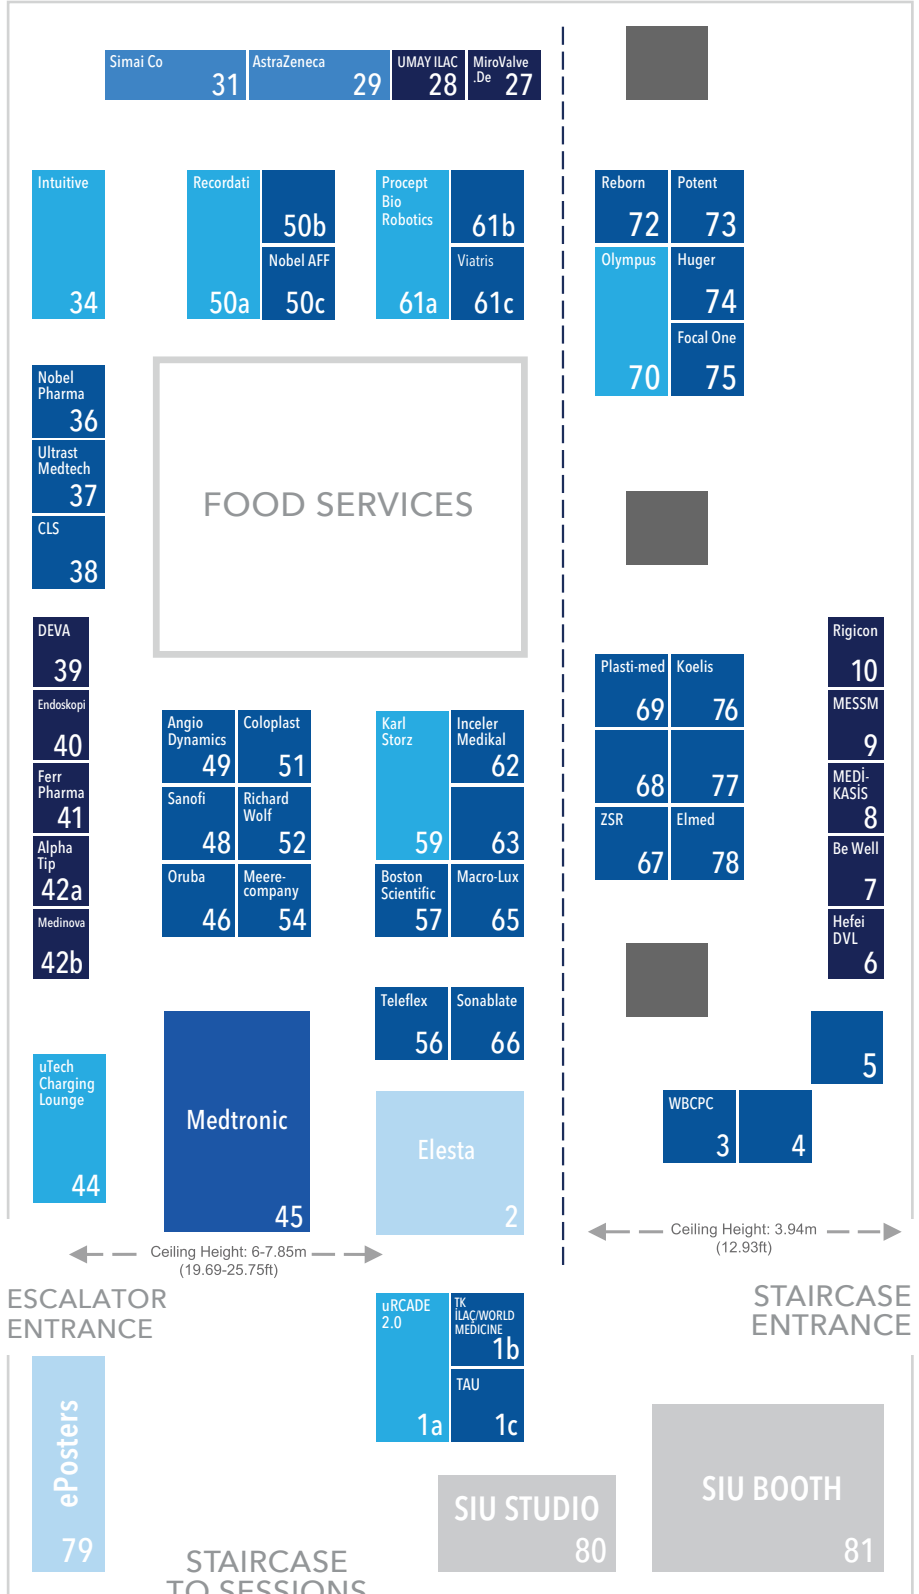 Simai Co
31
AstraZeneca
29
UMAY ILAC
28
MiroValve
.De
27
Intuitive
34
Recordati
50a
50b
Nobel AFF
50c
Procept
Bio
Robotics
61a
61b
Viatris
61c
Reborn
72
Potent
73
Olympus
70
Huger
74
Focal One
75
Nobel
Pharma
36
Ultrast
Medtech
37
CLS
38
FOOD SERVICES
DEVA
39
Endoskopi
40
Ferr
Pharma
41
Alpha
Tip
42a
Medinova
42b
Angio
Dynamics
49
Coloplast
51
Sanofi
48
Richard
Wolf
52
Oruba
46
Meere-
company
54
Karl
Storz
59
Inceler
Medikal
62
63
Boston
Scientific
57
Macro-Lux
65
Plasti-med
69
Koelis
76
68
77
ZSR
67
Elmed
78
Rigicon
10
MESSM
9
MEDİ-
KASİS
8
Be Well
7
Hefei
DVL
6
Teleflex
56
Sonablate
66
5
uTech
Charging
Lounge
44
Medtronic
45
Elesta
2
WBCPC
3
4
Ceiling Height: 6-7.85m
(19.69-25.75ft)
Ceiling Height: 3.94m
(12.93ft)
ESCALATOR
ENTRANCE
STAIRCASE
ENTRANCE
uRCADE
2.0
1a
TK
İLAÇ/WORLD
MEDICINE
1b
TAU
1c
ePosters
79
SIU STUDIO
80
SIU BOOTH
81
STAIRCASE
TO SESSIONS